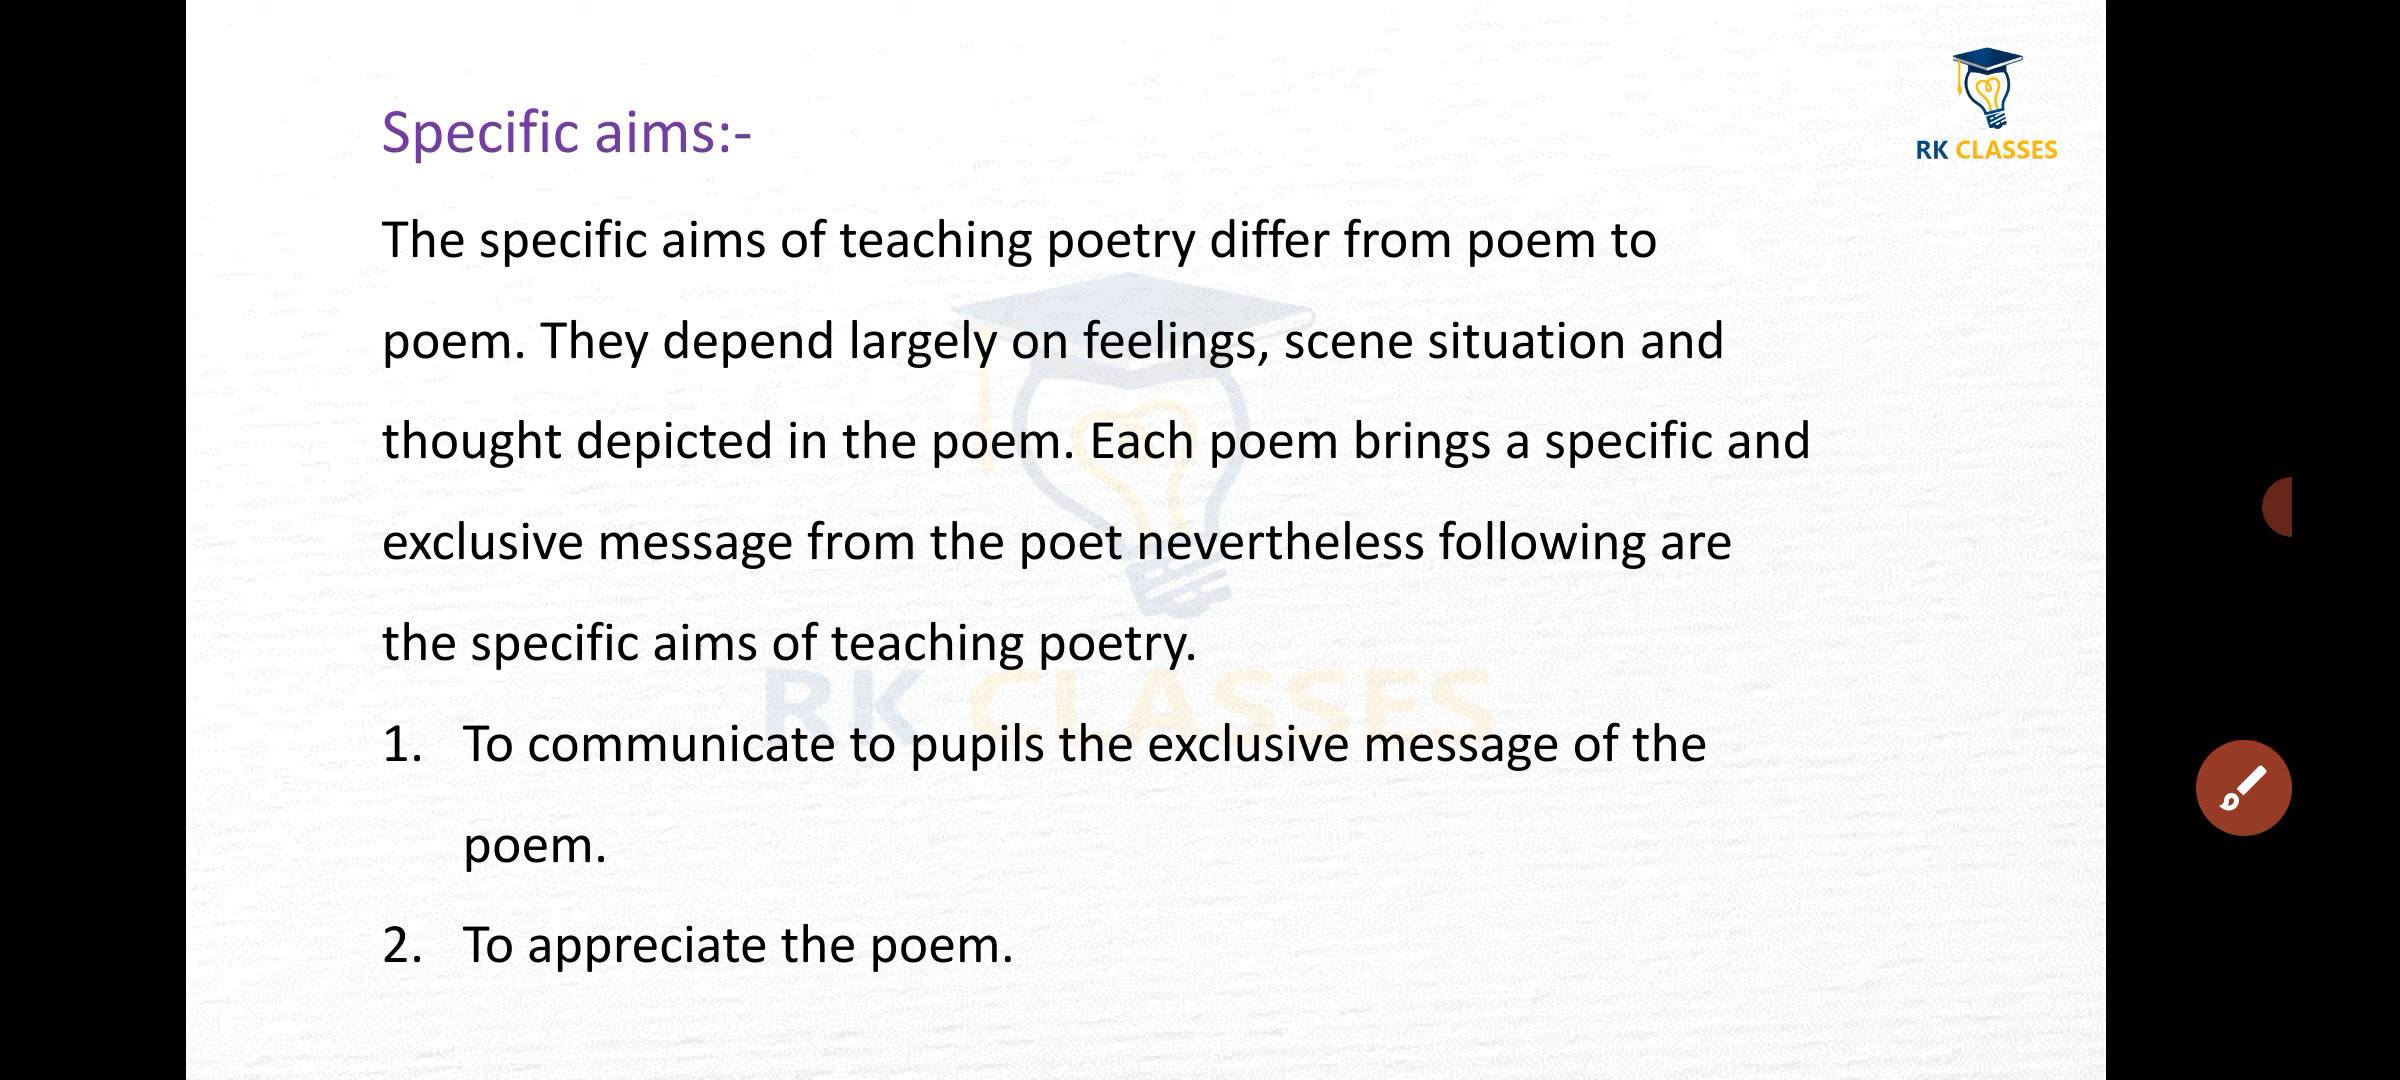 RK CLASSES
Specific aims:-
The specific aims of teaching poetry differ from poem to
poem. They depend largely on feelings, scene situation and
thought depicted in the poem. Each poem brings a specific and
exclusive message from the poet nevertheless following are
the specific aims of teaching poetry.
RK CLASSES
1. To communicate to pupils the exclusive message of the
poem.
2. To appreciate the poem.